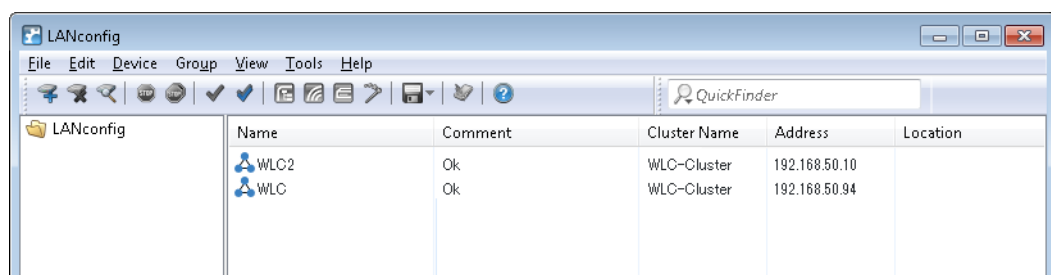 LANconfig
File Edit Device Group View Tools Help
QuickFinder
LANconfig
Name Comment Cluster Name Address Location
WLC2 Ok WLC-Cluster 192.168.50.10
WLC Ok WLC-Cluster 192.168.50.94